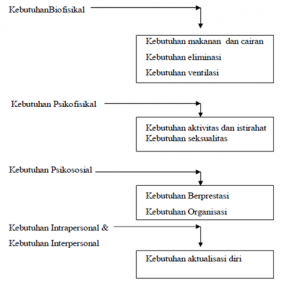 KebutuhanBiofisikal
Kebutuhan makanan dan cairan
Kebutuhan eliminasi
Kebutuhan ventilasi
Kebutuhan Psikofisikal
Kebutuhan aktivitas dan istirahat
Kebutuhan seksualitas
Kebutuhan Psikososial
Kebutuhan Berprestasi
Kebutuhan Organisasi
Kebutuhan Intrapersonal &
Kebutuhan Interpersonal
Kebutuhan aktualisasi diri